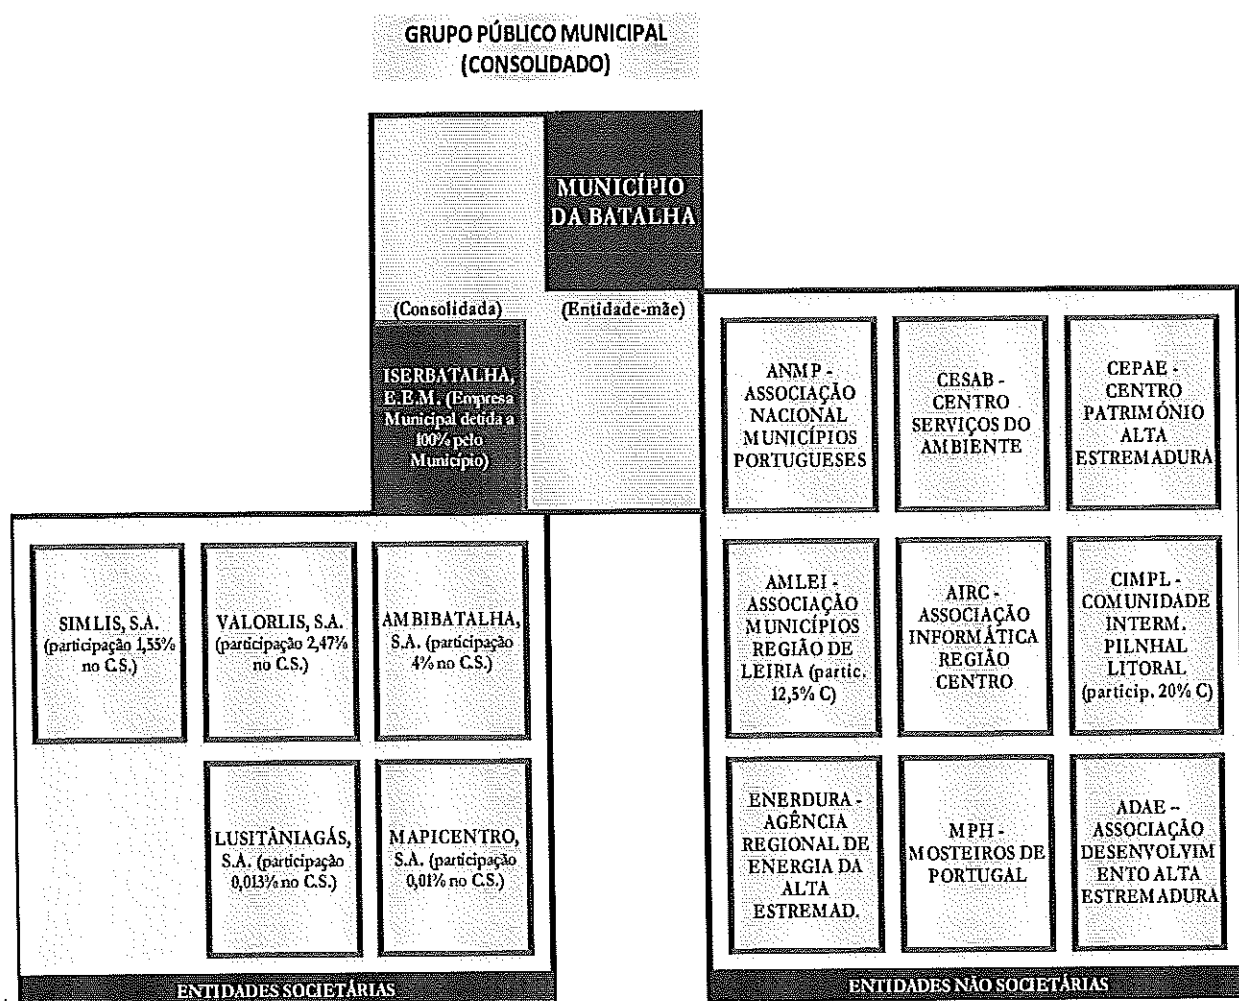 GRUPO PÚBLICO MUNICIPAL
(CONSOLIDADO)
MUNICÍPIO
DA BATALHA
(Consolidada)
(Entidade-mãe)
ISERBATALHA,
E.E.M. (Empresa
Municipal detida a
100% pelo
Município)
SIMLIS, S.A.
(participação 1,55%
no C.S.)
VALORLIS, S.A.
(participação 2,47%
no C.S.)
AMBIBATALHA,
S.A. (participação
4% no C.S.)
LUSITÂNIAGÁS,
S.A. (participação
0,013% no C.S.)
MAPICENTRO,
S.A. (participação
0,01% no C.S.)
ENTIDADES SOCIETÁRIAS
ANMP -
ASSOCIAÇÃO
NACIONAL
MUNICÍPIOS
PORTUGUESES
CESAB -
CENTRO
SERVIÇOS DO
AMBIENTE
CEPAE -
CENTRO
PATRIMÓNIO
ALTA
ESTREMADURA
AMLEI -
ASSOCIAÇÃO
MUNICÍPIOS
REGIÃO DE
LEIRIA (partic.
12,5% C)
AIRC -
ASSOCIAÇÃO
INFORMÁTICA
REGIÃO
CENTRO
CIMPL -
COMUNIDADE
INTERM.
PILNHAL
LITORAL
(particip. 20% C)
ENERDURA -
AGÊNCIA
REGIONAL DE
ENERGIA DA
ALTA
ESTREMAD.
MPH -
MOSTEIROS DE
PORTUGAL
ADAE –
ASSOCIAÇÃO
DESENVOLVIM
ENTO ALTA
ESTREMADURA
ENTIDADES NÃO SOCIETÁRIAS